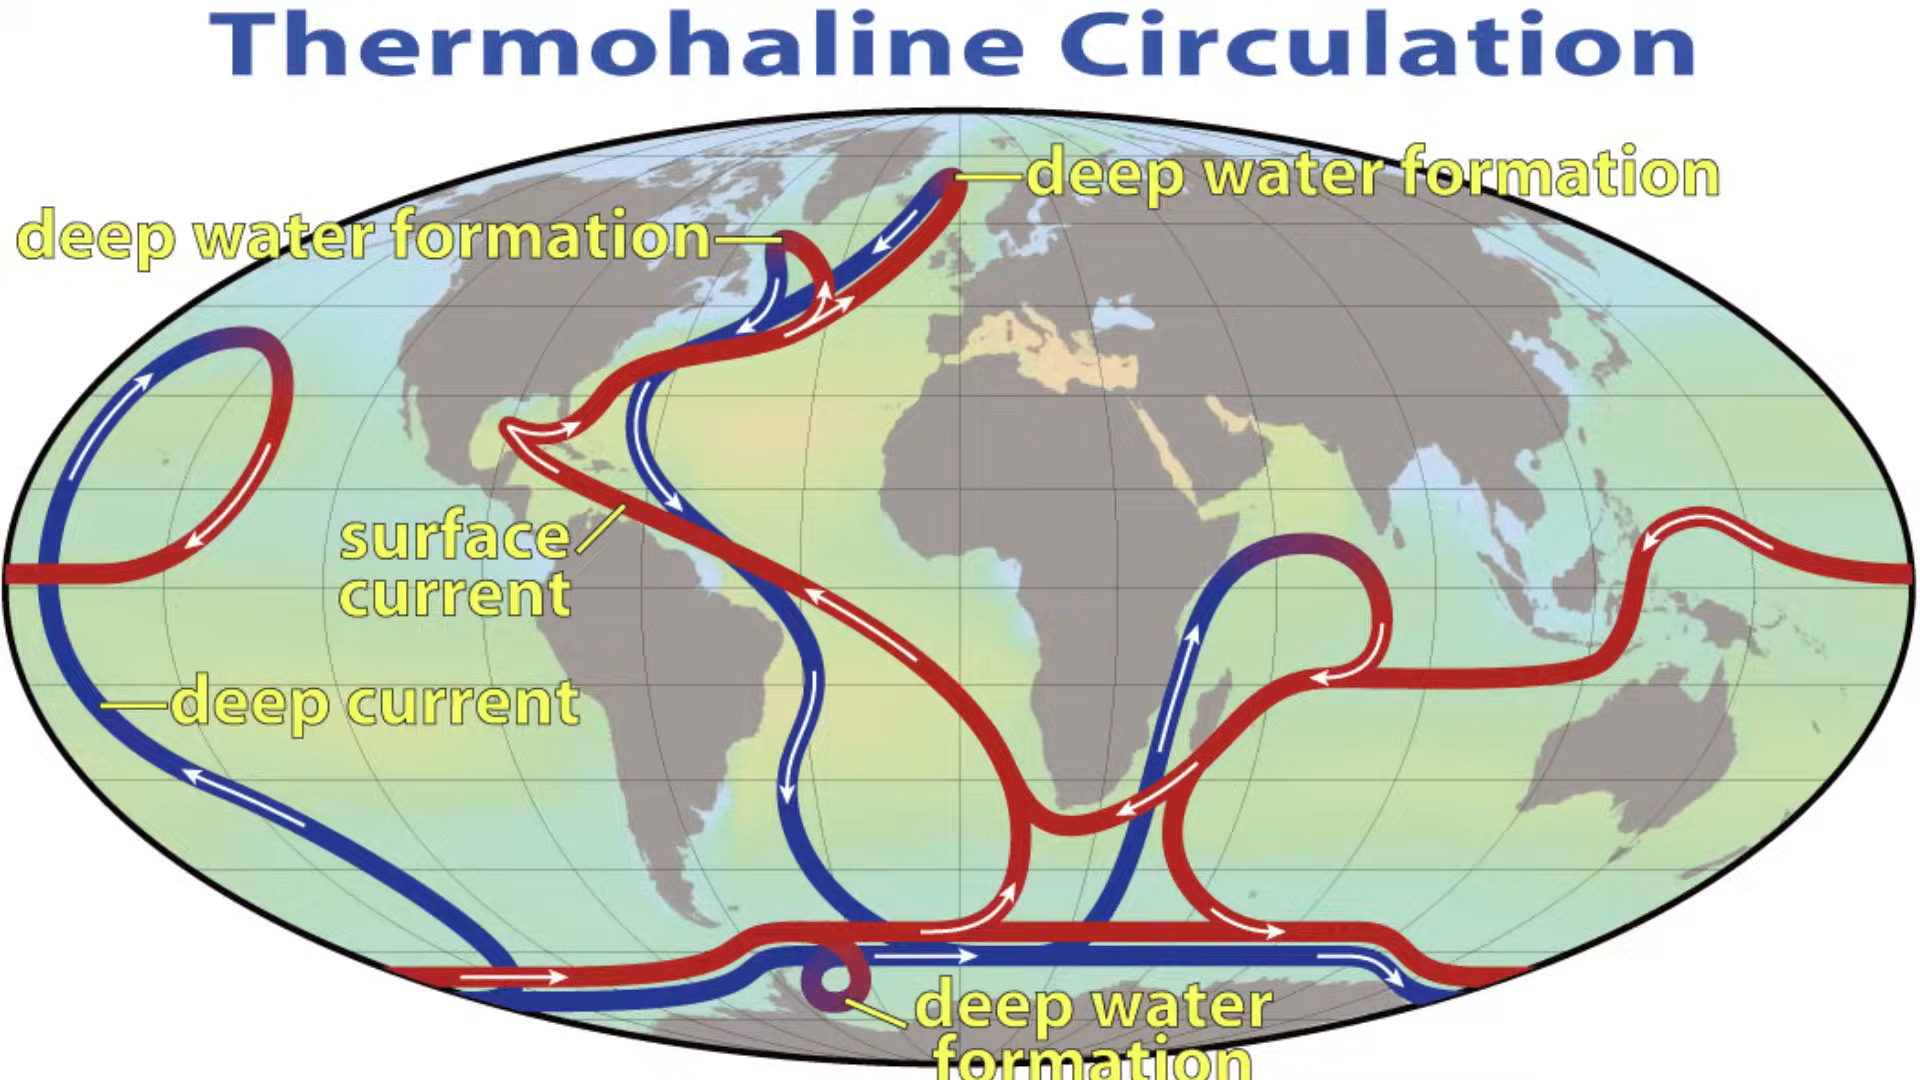 Thermohaline Circulation
deep water formation
deep water formation
surface
current
deep current
deep water
formation